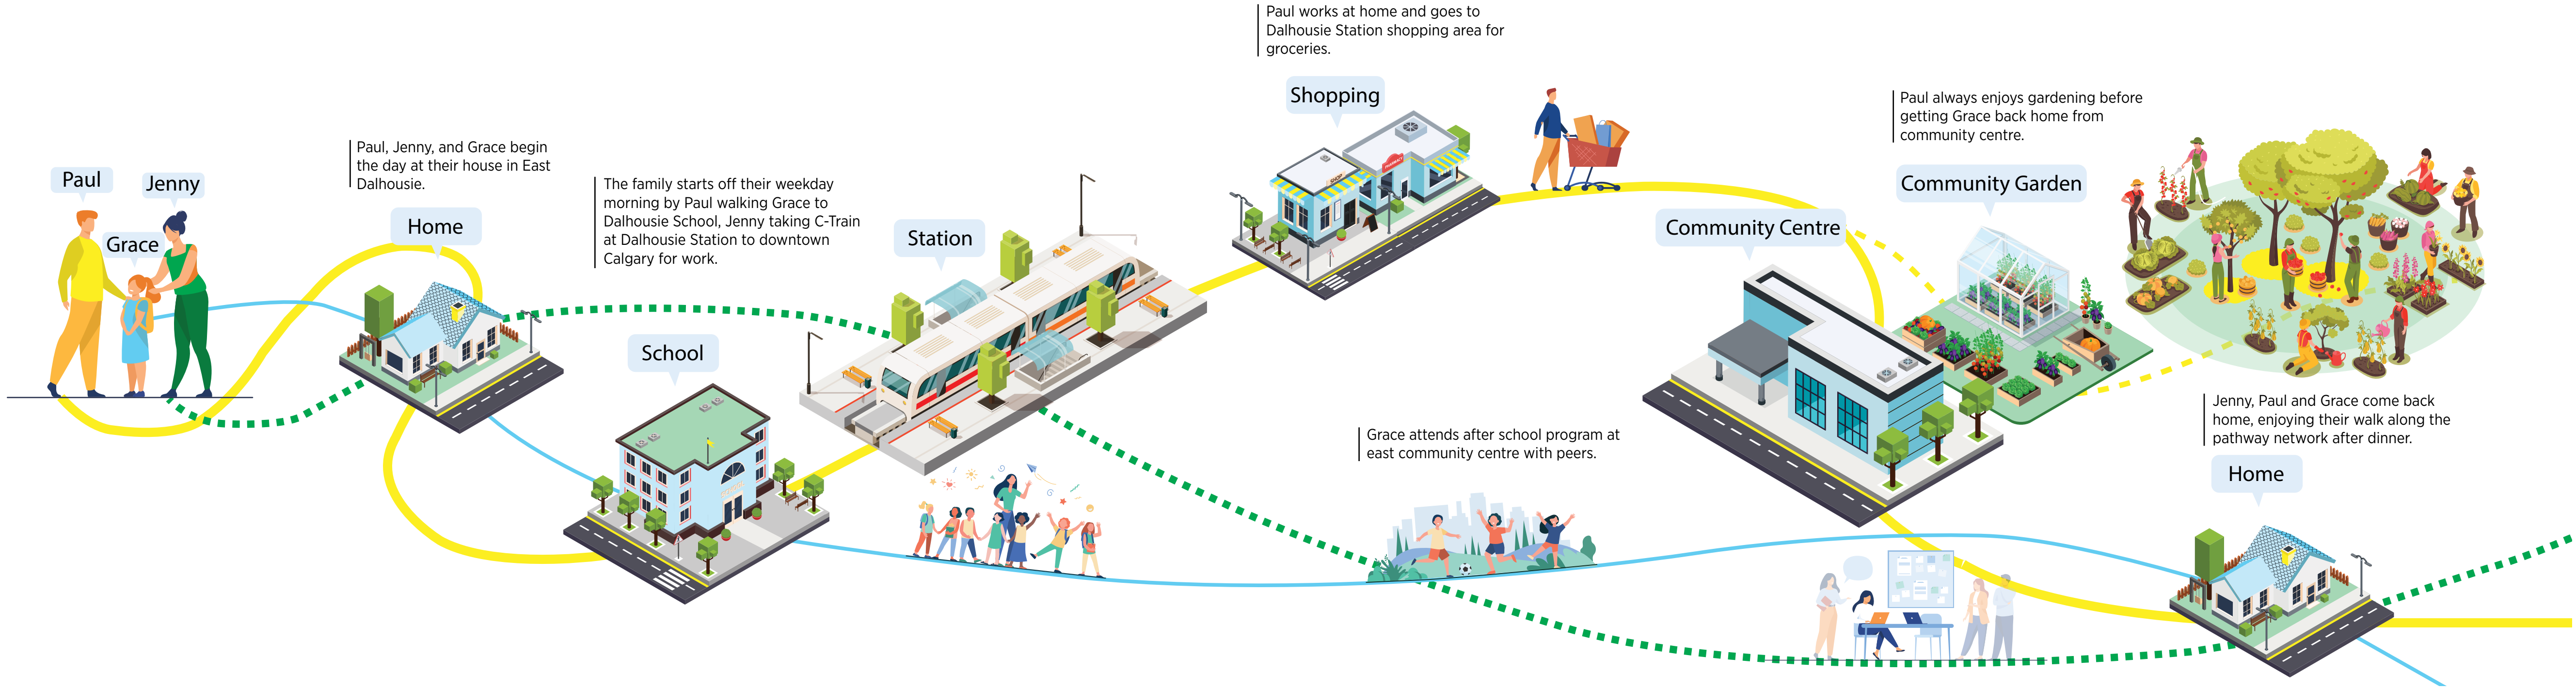 Paul
Jenny
Grace
Paul, Jenny, and Grace begin
the day at their house in East
Dalhousie.
Home
The family starts off their weekday
morning by Paul walking Grace to
Dalhousie School, Jenny taking C-Train
at Dalhousie Station to downtown
Calgary for work.
School
Station
Paul works at home and goes to
Dalhousie Station shopping area for
groceries.
Shopping
Grace attends after school program at
east community centre with peers.
Community Centre
Paul always enjoys gardening before
getting Grace back home from
community centre.
Community Garden
Jenny, Paul and Grace come back
home, enjoying their walk along the
pathway network after dinner.
Home